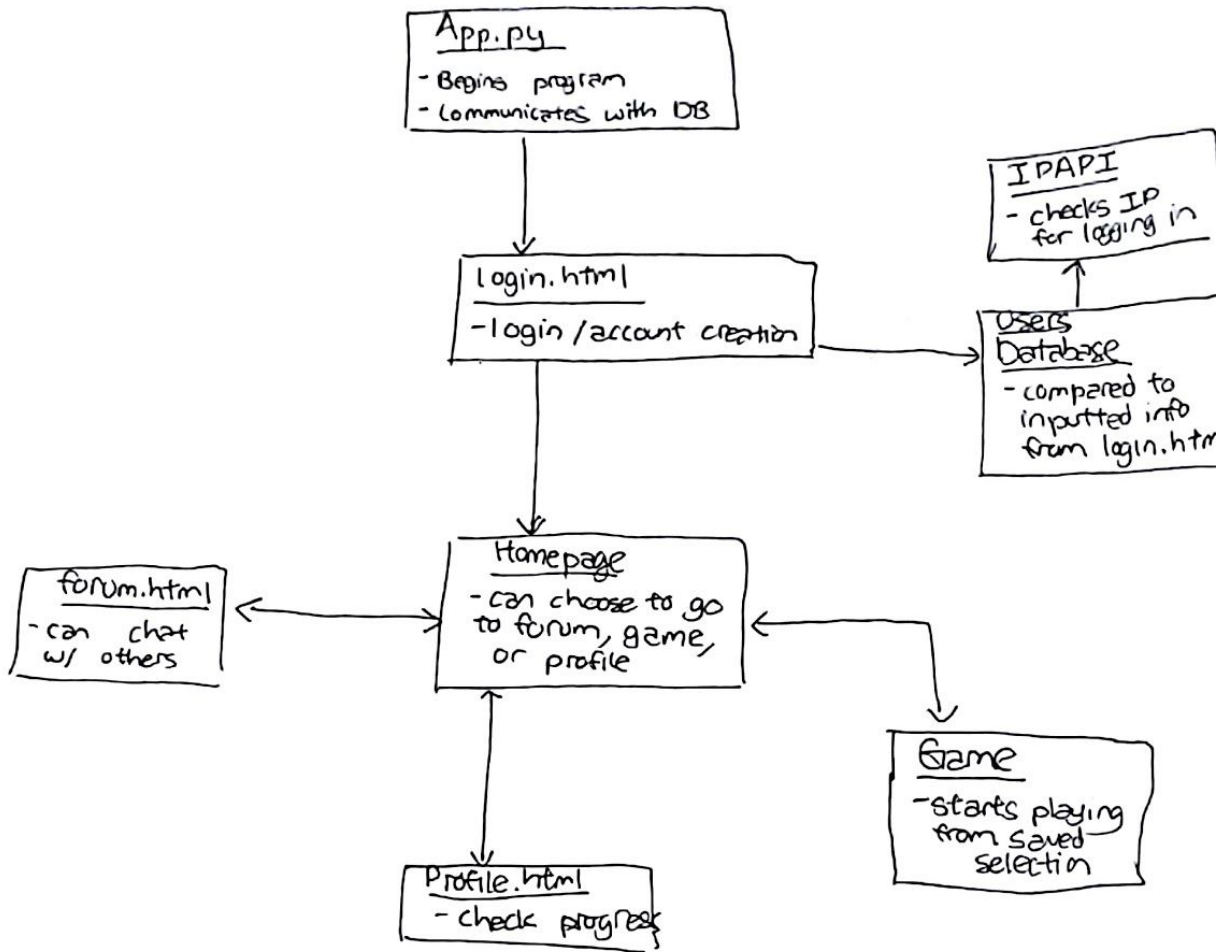 App.py
- Begins program
- Communicates with DB
IPAPI
- checks IP
for logging in
login.html
- login/account creation
Users
Database
- compared to
inputted info
from login.htm
Homepage
- can choose to go
to forum, game,
or profile
forum.html
- can chat
w/ others
Game
- starts playing
from saved
selection
Profile.html
- check progress